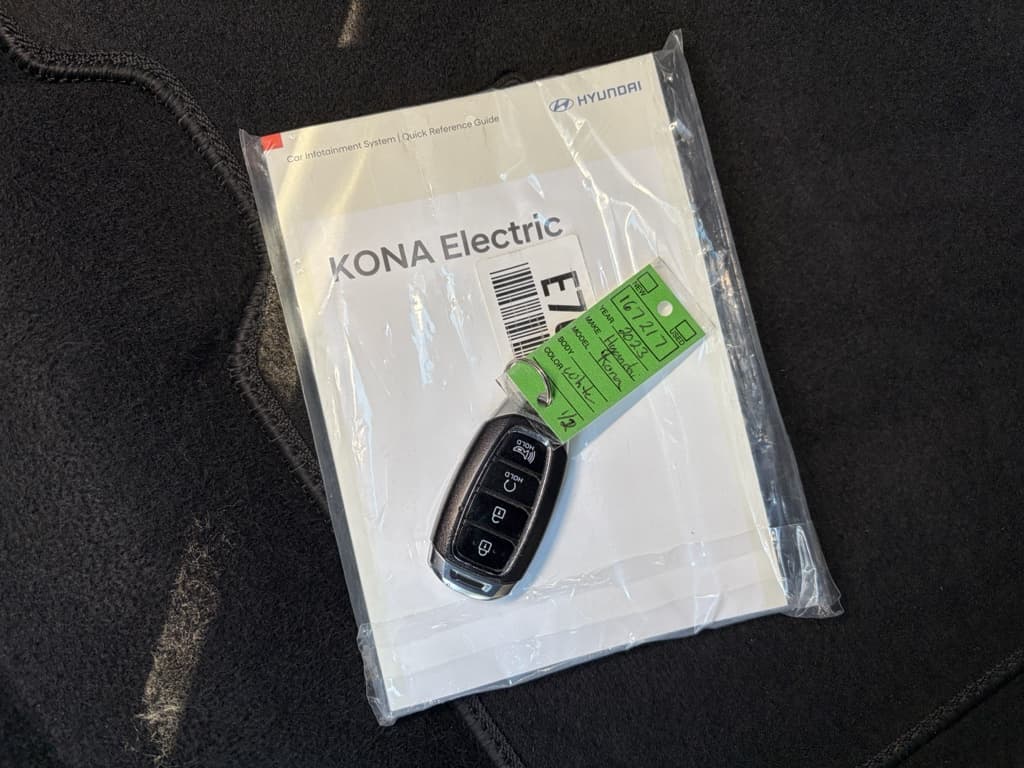 HYUNDAI
Car Infotainment System | Quick Reference Guide
KONA Electric
E7
NEW
USED
167217
YEAR 2023
MAKE Hyundai
MODEL Kona
BODY
COLOR White
1/2
HOLD
HOLD